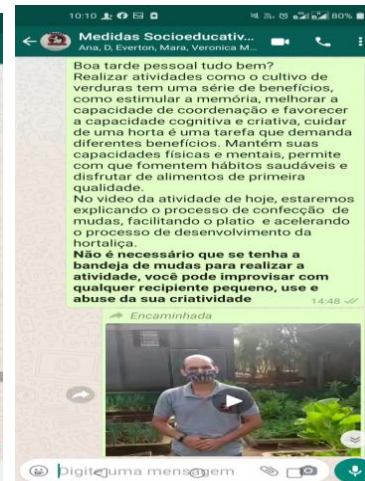 10:10
80%
Medidas Socioeducativ...
Ana, D, Everton, Mara, Veronica M...
Boa tarde pessoal tudo bem?
Realizar atividades como o cultivo de
verduras tem uma série de benefícios,
como estimular a memória, melhorar a
capacidade de coordenação e favorecer
a capacidade cognitiva e criativa, cuidar
de uma horta é uma tarefa que demanda
diferentes benefícios. Mantém suas
capacidades físicas e mentais, permite
com que fomentem hábitos saudáveis e
disfrutar de alimentos de primeira
qualidade.
No video da atividade de hoje, estaremos
explicando o processo de confecção de
mudas, facilitando o platio e acelerando
o processo de desenvolvimento da
hortaliça.
Não é necessário que se tenha a
bandeja de mudas para realizar a
atividade, você pode improvisar com
qualquer recipiente pequeno, use e
abuse da sua criatividade
14:48
Encaminhada
Digite uma mensagem